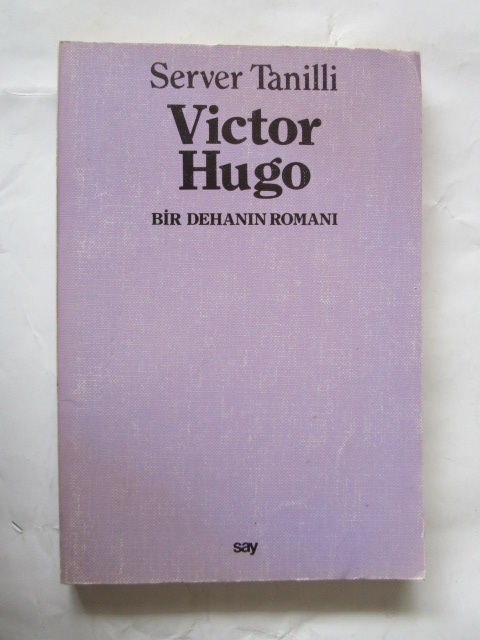 Server Tanilli
Victor
Hugo
BİR DEHANIN ROMANI
say